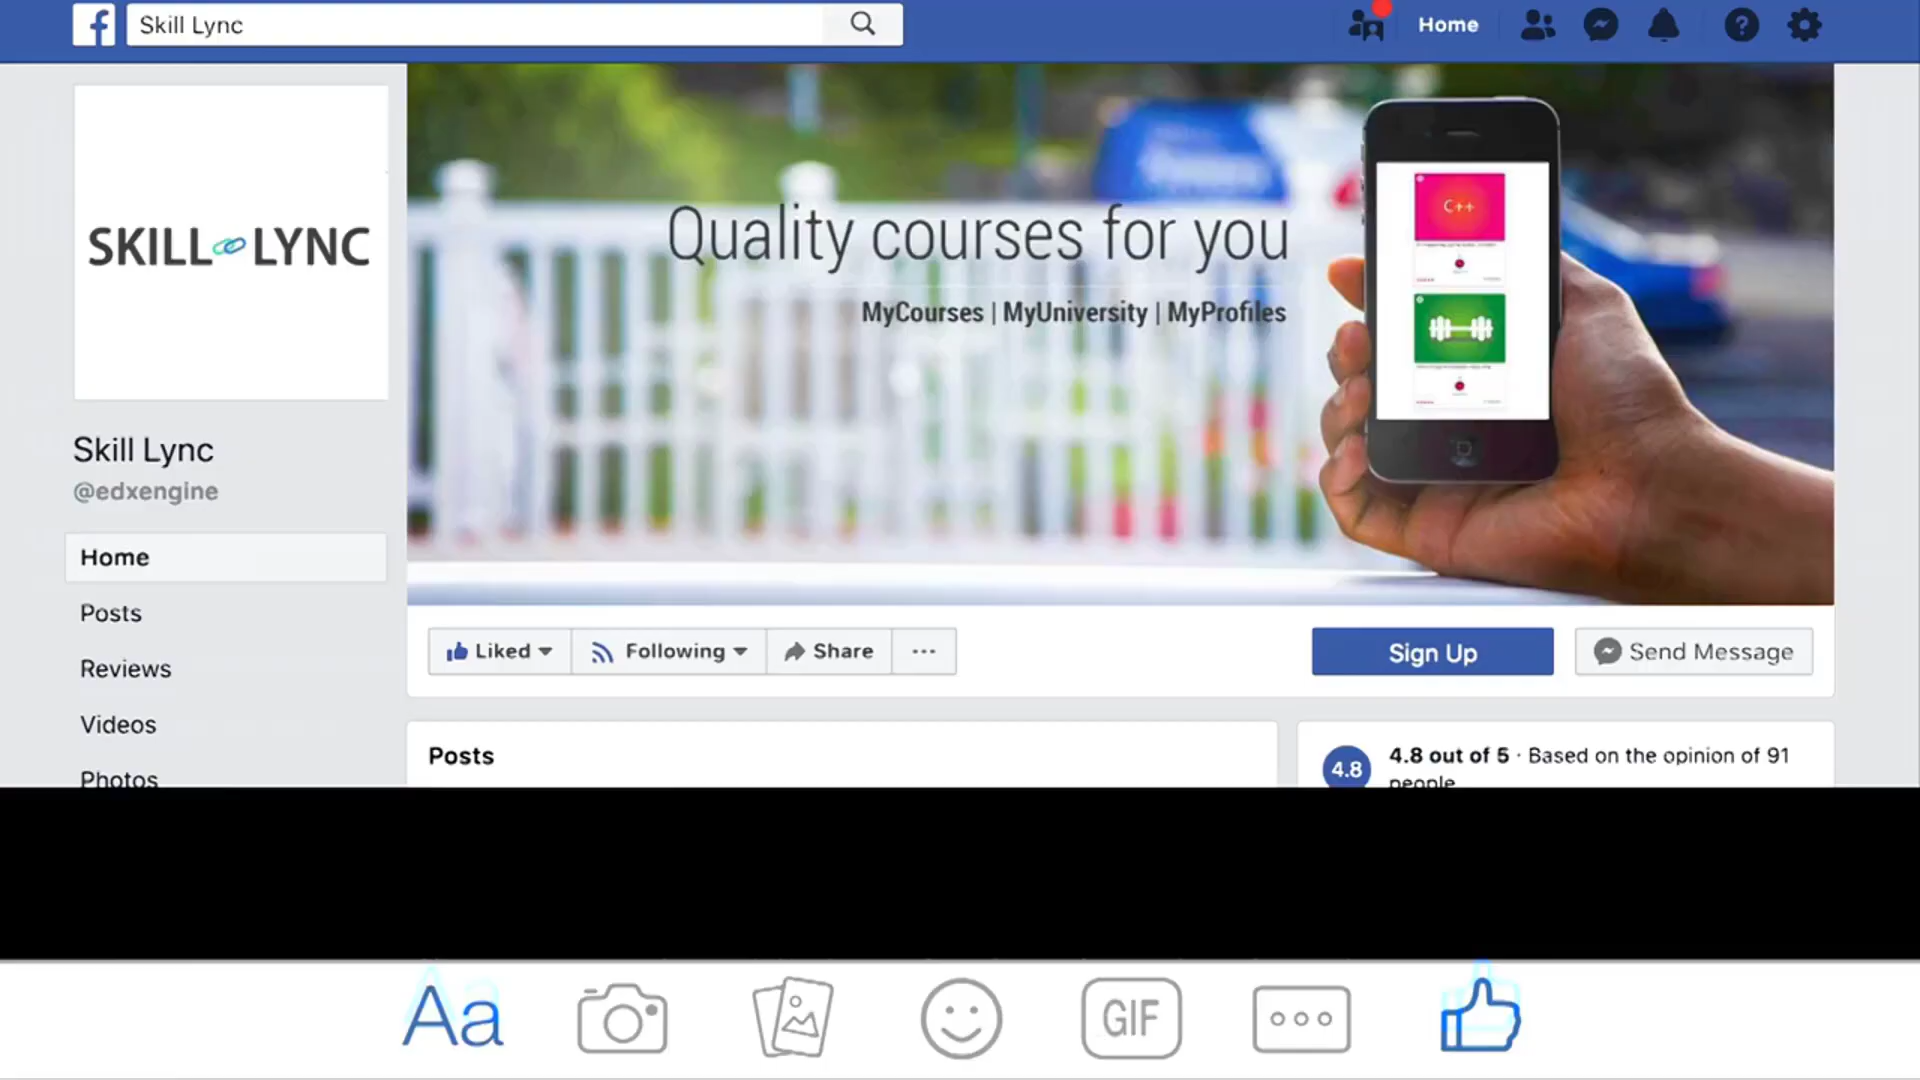 Skill Lync
Home
SKILL LYNC
Quality courses for you
MyCourses | MyUniversity | MyProfiles
C++
Skill Lync
@edxengine
Home
Posts
Reviews
Videos
Photos
Liked
Following
Share
Sign Up
Send Message
Posts
4.8
4.8 out of 5 · Based on the opinion of 91
people
Aa
GIF